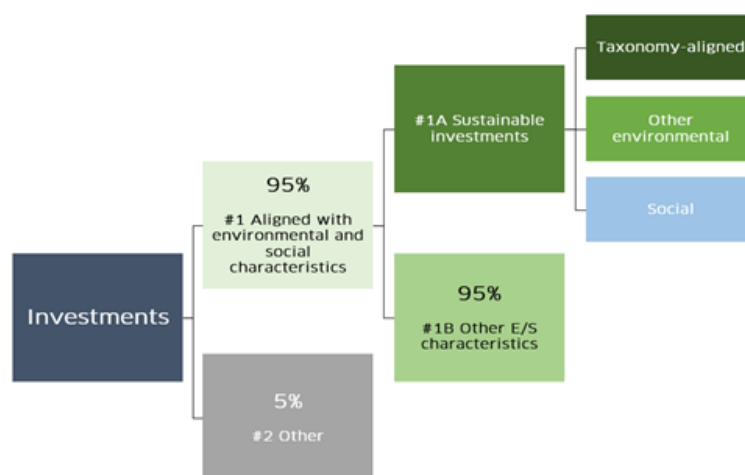 Investments
95%
#1 Aligned with
environmental and
social
characteristics
5%
#2 Other
#1A Sustainable
investments
95%
#1B Other E/S
characteristics
Taxonomy-aligned
Other
environmental
Social